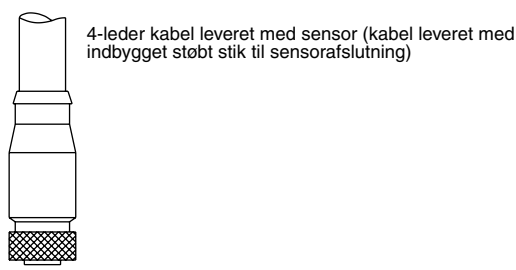 4-leder kabel leveret med sensor (kabel leveret med
indbygget støbt stik til sensorafslutning)